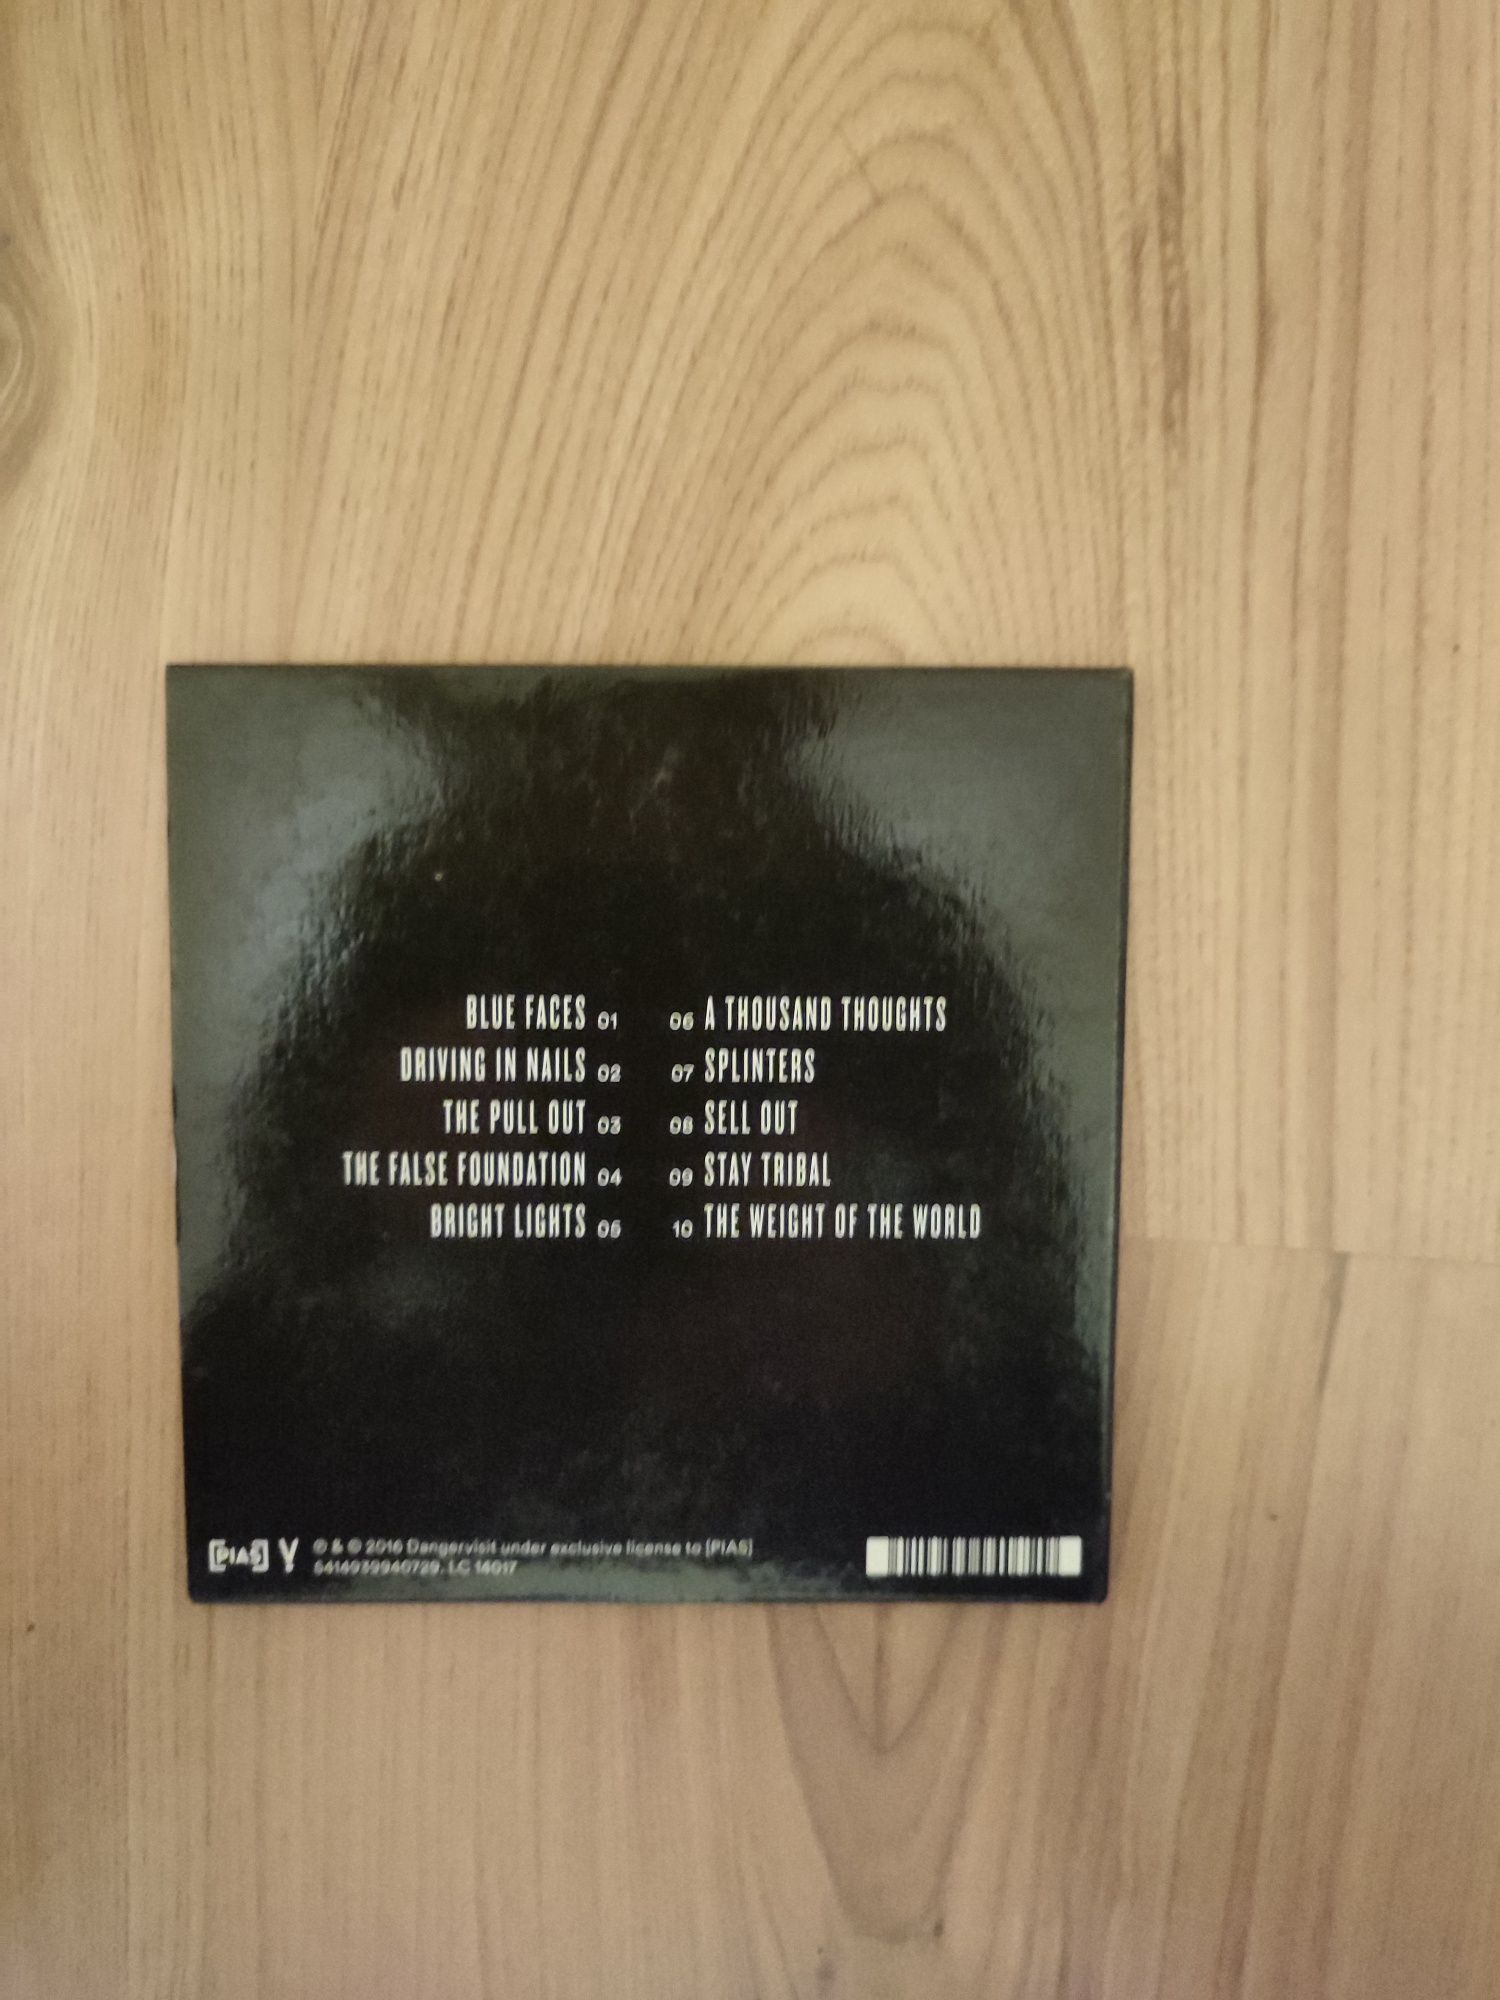 BLUE FACES 01
DRIVING IN NAILS 02
THE PULL OUT 03
THE FALSE FOUNDATION 04
BRIGHT LIGHTS 05
06 A THOUSAND THOUGHTS
07 SPLINTERS
08 SELL OUT
09 STAY TRIBAL
10 THE WEIGHT OF THE WORLD
[PIAS]
℗ & © 2016 Dangervisit under exclusive license to [PIAS]
5414939940729. LC 14017